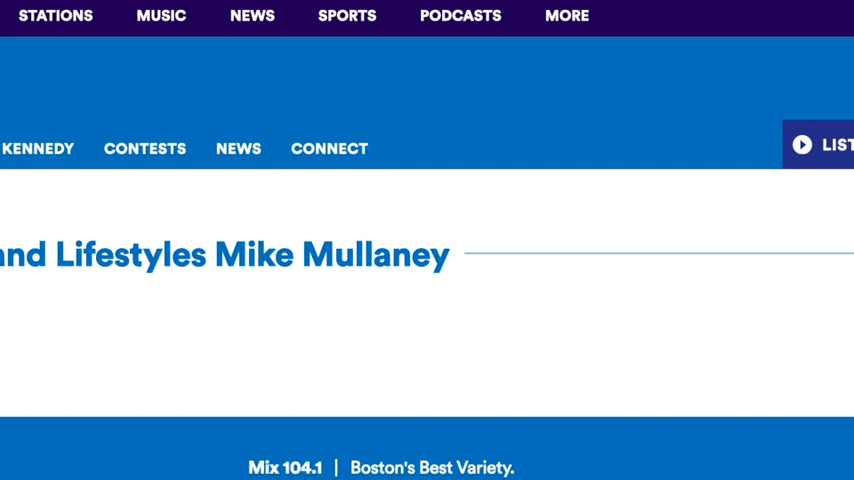 STATIONS MUSIC NEWS SPORTS PODCASTS MORE
KENNEDY CONTESTS NEWS CONNECT LIST
and Lifestyles Mike Mullaney
Mix 104.1 | Boston's Best Variety.